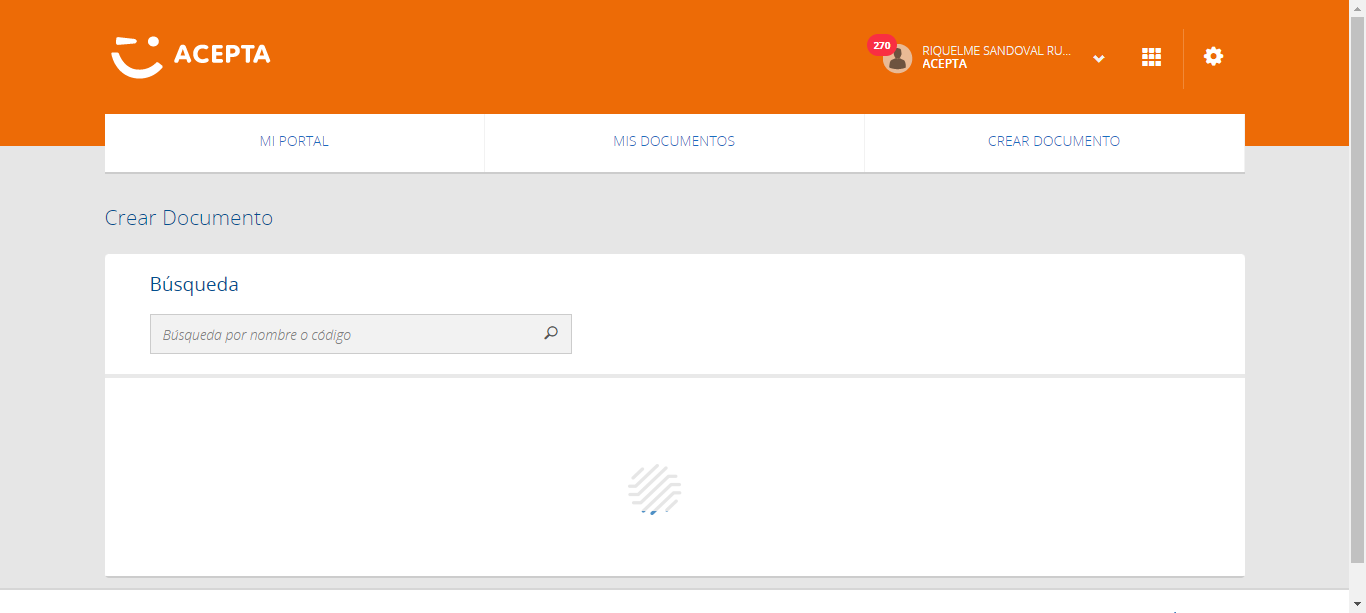 ACEPTA
270
RIQUELME SANDOVAL RU...
ACEPTA
MI PORTAL
MIS DOCUMENTOS
CREAR DOCUMENTO
Crear Documento
Búsqueda
Búsqueda por nombre o código